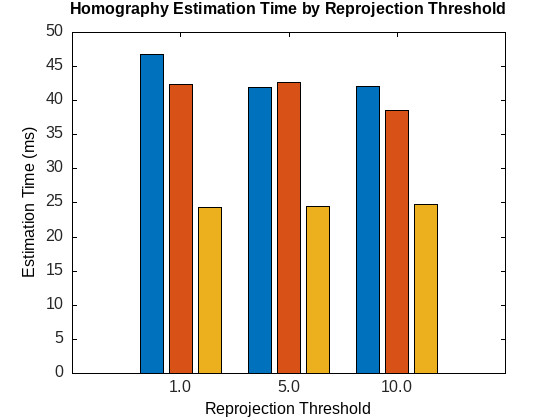 Homography Estimation Time by Reprojection Threshold
50
45
40
35
30
25
20
15
10
5
0
Estimation Time (ms)
1.0 5.0 10.0
Reprojection Threshold